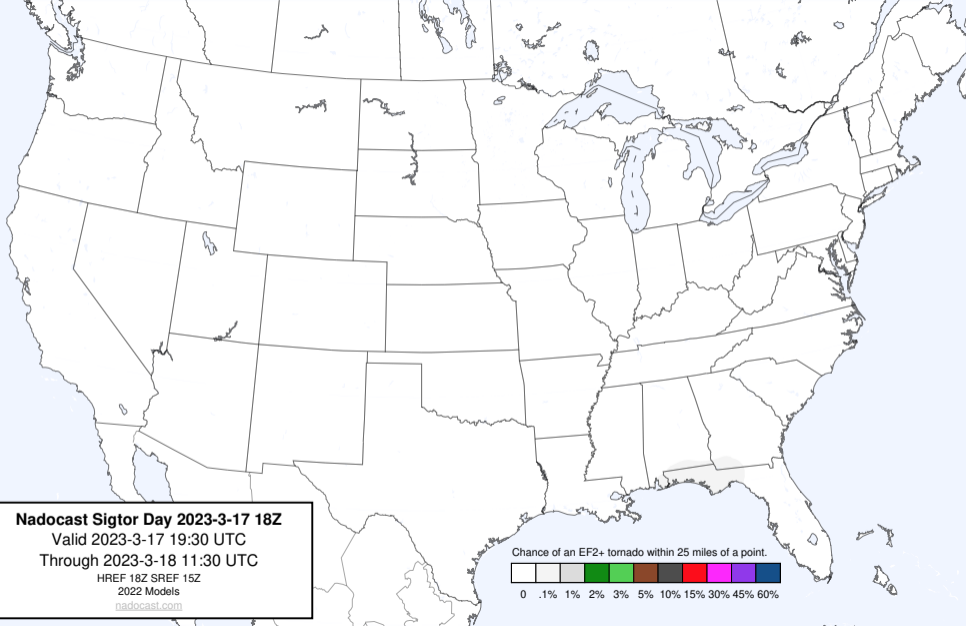 Nadocast Sigtor Day 2023-3-17 18Z
Valid 2023-3-17 19:30 UTC
Through 2023-3-18 11:30 UTC
HREF 18Z SREF 15Z
2022 Models
nadocast.com
Chance of an EF2+ tornado within 25 miles of a point.
0 .1% 1% 2% 3% 5% 10% 15% 30% 45% 60%